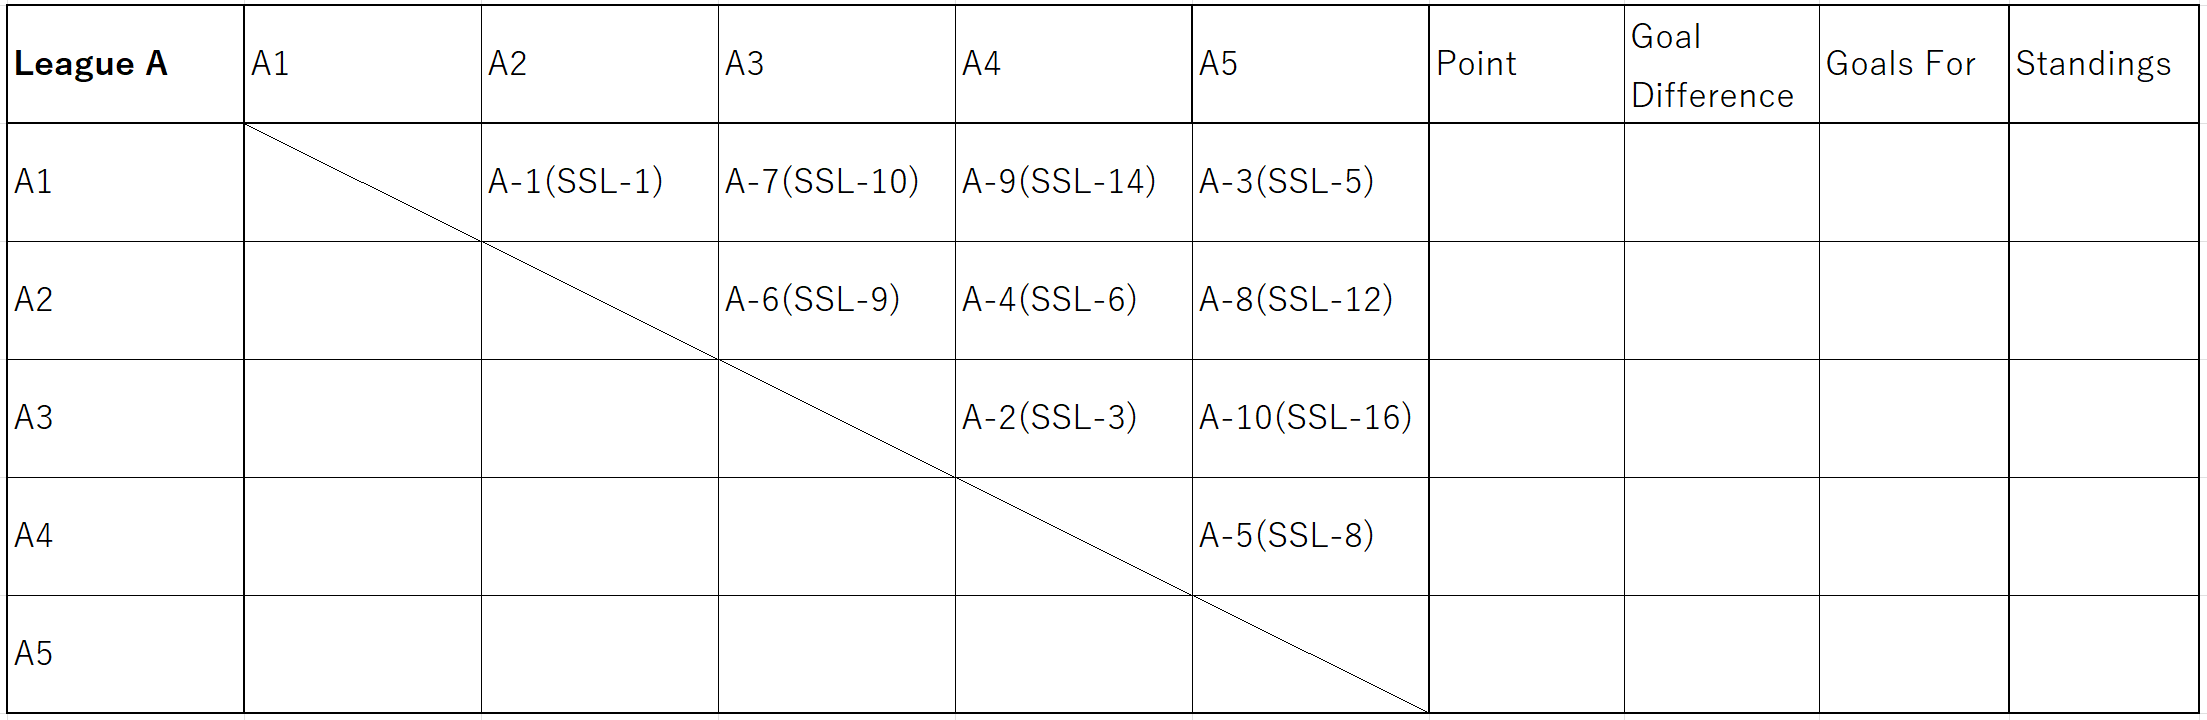 League A A1 A2 A3 A4 A5 Point Goal Difference Goals For Standings
A1 A-1(SSL-1) A-7(SSL-10) A-9(SSL-14) A-3(SSL-5)
A2 A-6(SSL-9) A-4(SSL-6) A-8(SSL-12)
A3 A-2(SSL-3) A-10(SSL-16)
A4 A-5(SSL-8)
A5